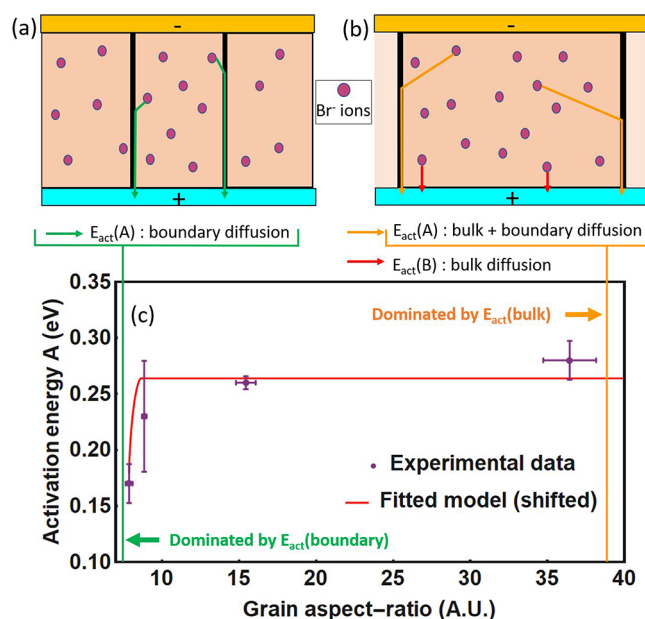 (a)
-
+
Br⁻ ions
(b)
-
+
E_act(A) : boundary diffusion
E_act(A) : bulk + boundary diffusion
E_act(B) : bulk diffusion
(c)
Activation energy A (eV)
0.35
0.30
0.25
0.20
0.15
0.10
Dominated by E_act(bulk)
Experimental data
Fitted model (shifted)
Dominated by E_act(boundary)
10 15 20 25 30 35 40
Grain aspect–ratio (A.U.)